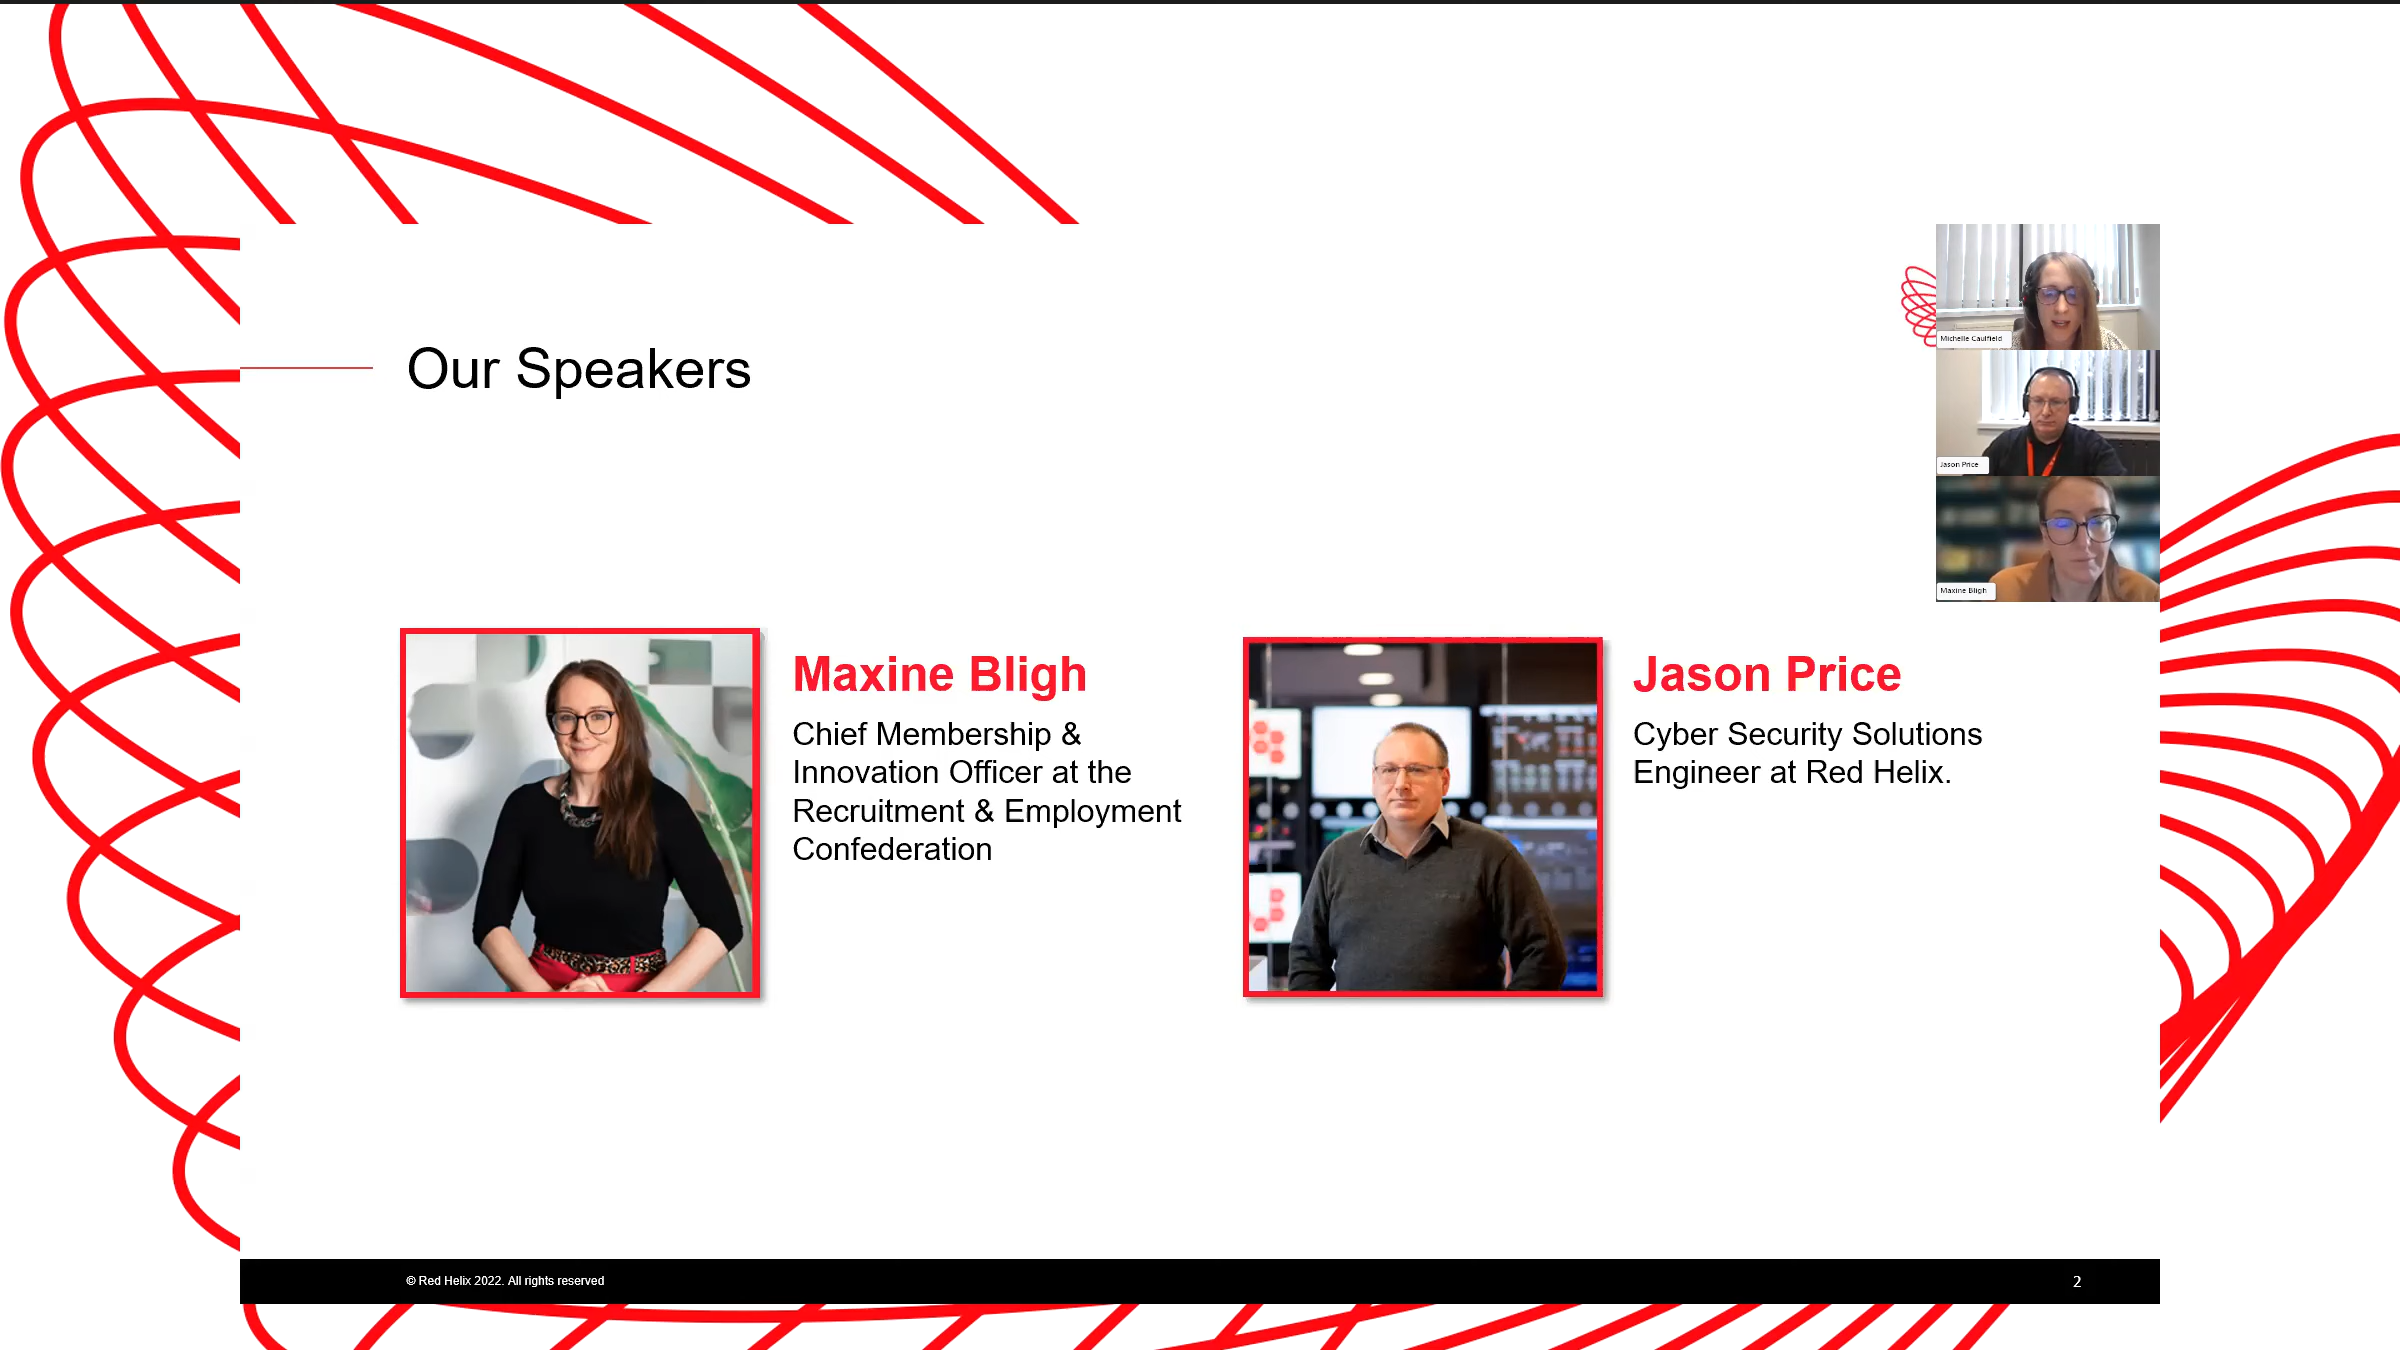 Our Speakers
Michelle Caulfield
Jason Price
Maxine Bligh
Maxine Bligh
Chief Membership &
Innovation Officer at the
Recruitment & Employment
Confederation
Jason Price
Cyber Security Solutions
Engineer at Red Helix.
© Red Helix 2022. All rights reserved
2